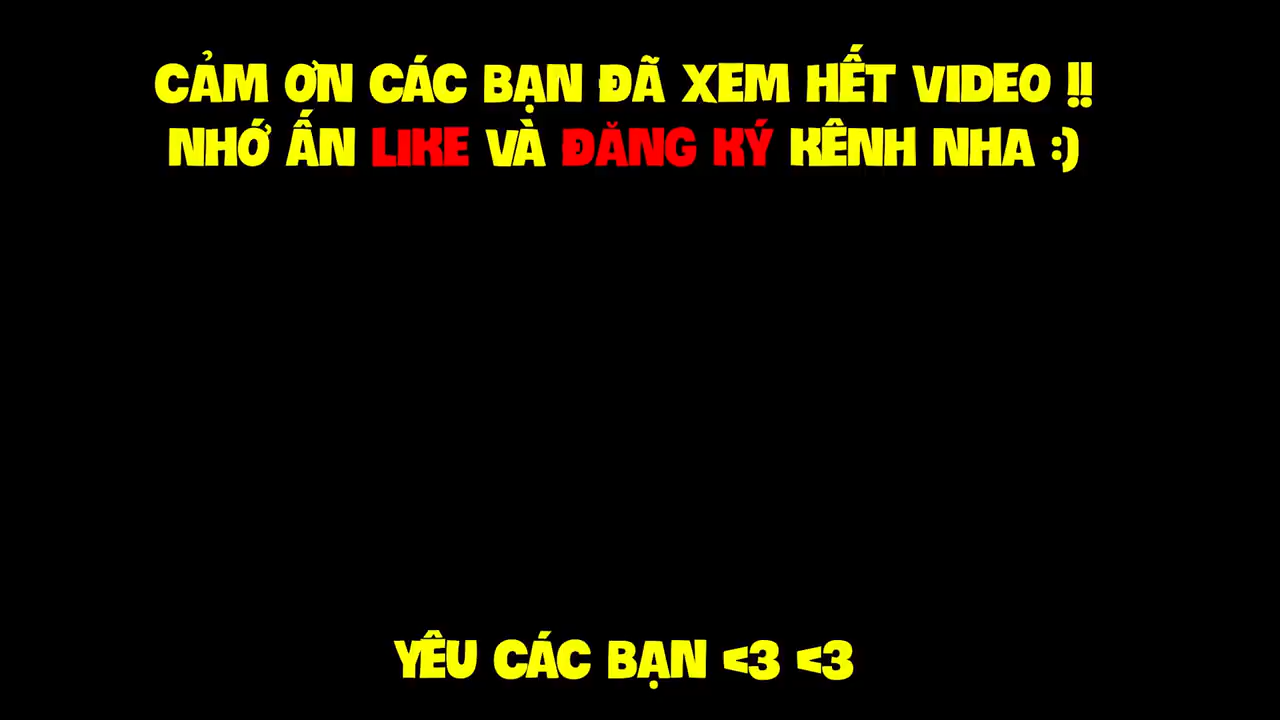 CẢM ƠN CÁC BẠN ĐÃ XEM HẾT VIDEO !!
NHỚ ẤN LIKE VÀ ĐĂNG KÝ KÊNH NHA :)
YÊU CÁC BẠN <3 <3